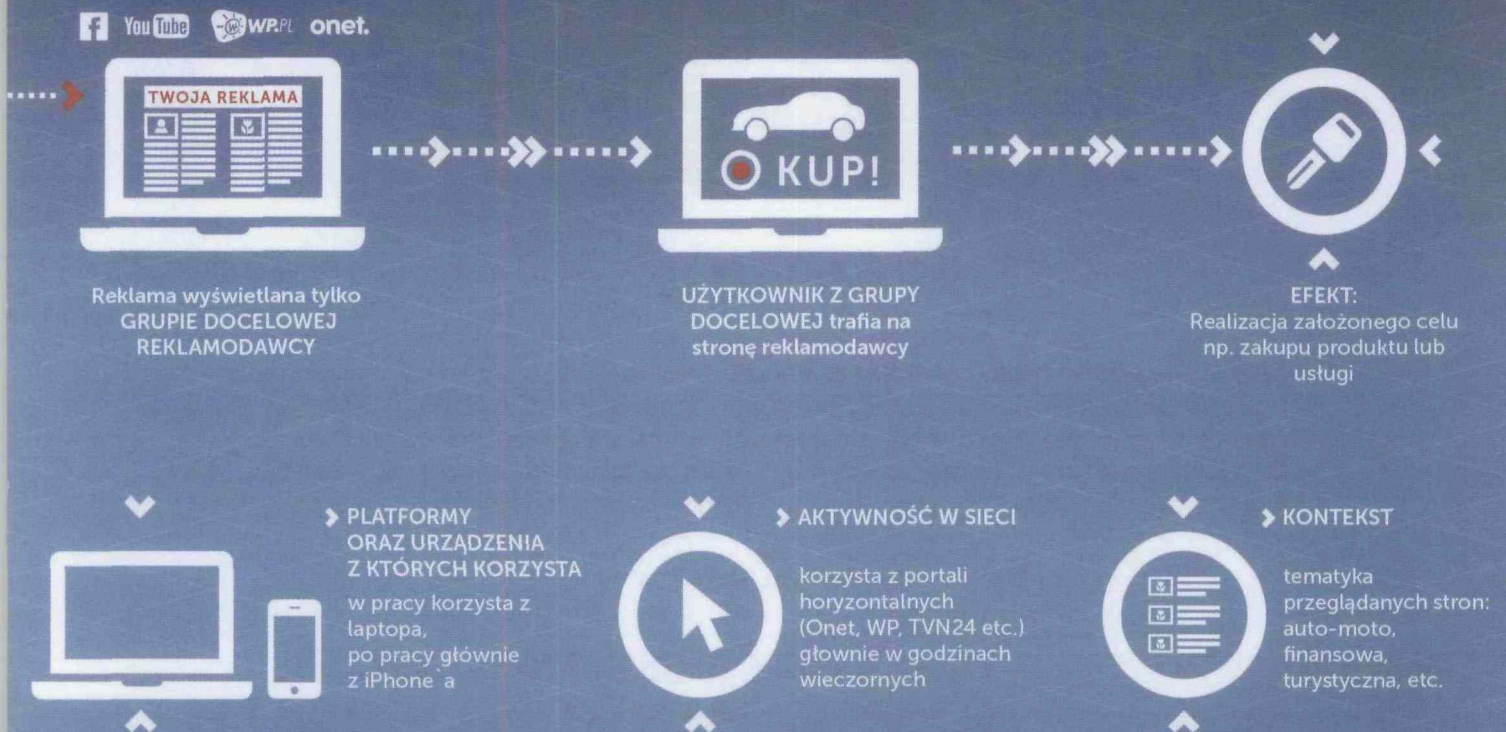 f You Tube WP.PL onet.
TWOJA REKLAMA
KUP!
Reklama wyświetlana tylko
GRUPIE DOCELOWEJ
REKLAMODAWCY
UŻYTKOWNIK Z GRUPY
DOCELOWEJ trafia na
stronę reklamodawcy
EFEKT:
Realizacja założonego celu
np. zakupu produktu lub
usługi
PLATFORMY
ORAZ URZĄDZENIA
Z KTÓRYCH KORZYSTA
w pracy korzysta z
laptopa,
po pracy głównie
z iPhone`a
AKTYWNOŚĆ W SIECI
korzysta z portali
horyzontalnych
(Onet, WP, TVN24 etc.)
głownie w godzinach
wieczornych
KONTEKST
tematyka
przeglądanych stron:
auto-moto,
finansowa,
turystyczna, etc.